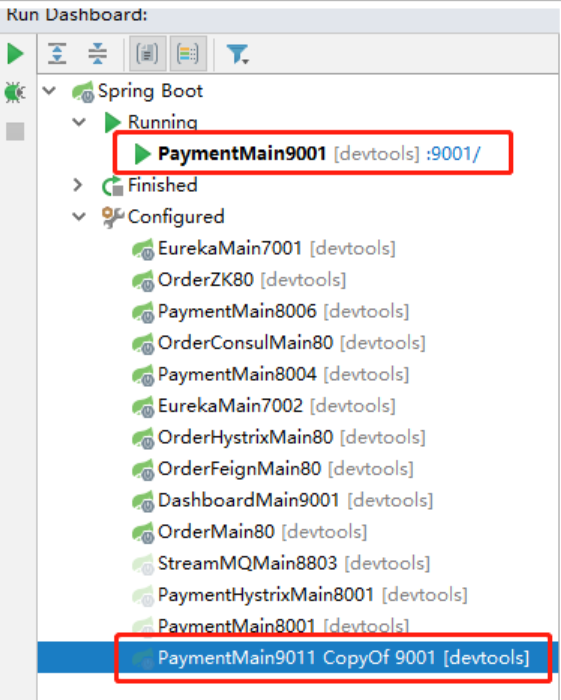 Run Dashboard:
Spring Boot
Running
PaymentMain9001 [devtools] :9001/
Finished
Configured
EurekaMain7001 [devtools]
OrderZK80 [devtools]
PaymentMain8006 [devtools]
OrderConsulMain80 [devtools]
PaymentMain8004 [devtools]
EurekaMain7002 [devtools]
OrderHystrixMain80 [devtools]
OrderFeignMain80 [devtools]
DashboardMain9001 [devtools]
OrderMain80 [devtools]
StreamMQMain8803 [devtools]
PaymentHystrixMain8001 [devtools]
PaymentMain8001 [devtools]
PaymentMain9011 CopyOf 9001 [devtools]